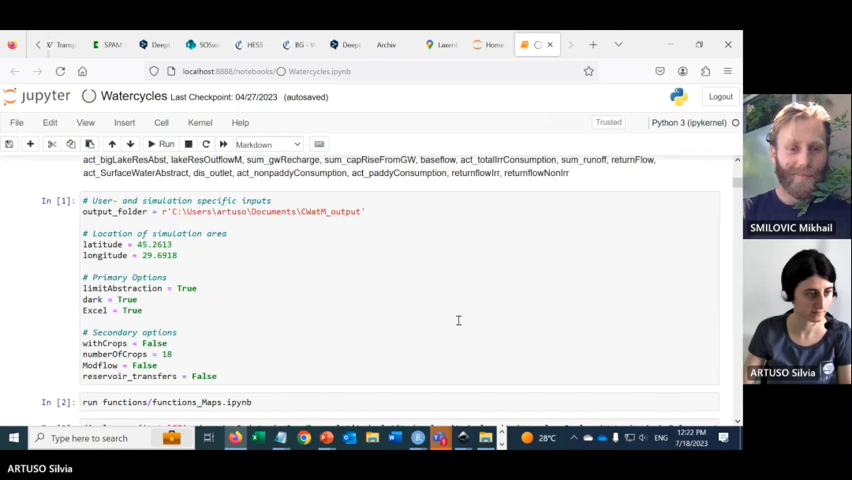 Transp
SPAM
DeepL
SOSw
HESS
BG - W
DeepL
Archiv
Laxenb
Home
localhost:8888/notebooks/
Watercycles.ipynb
jupyter
Watercycles Last Checkpoint: 04/27/2023 (autosaved)
Logout
File
Edit
View
Insert
Cell
Kernel
Help
Trusted
Python 3 (ipykernel)
Run
Markdown
act_bigLakeResAbst, lakeResOutflowM, sum_gwRecharge, sum_capRiseFromGW, baseflow, act_totalIrrConsumption, sum_runoff, returnFlow,
act_SurfaceWaterAbstract, dis_outlet, act_nonpaddyConsumption, act_paddyConsumption, returnflowIrr, returnflowNonIrr
In [1]:
# User- and simulation specific inputs
output_folder = r'C:\Users\artuso\Documents\CWatM_output'
# Location of simulation area
latitude = 45.2613
longitude = 29.6918
# Primary Options
limitAbstraction = True
dark = True
Excel = True
# Secondary options
withCrops = False
numberOfCrops = 18
Modflow = False
reservoir_transfers = False
In [2]:
run functions/functions_Maps.ipynb
SMILOVIC Mikhail
ARTUSO Silvia
Type here to search
28°C
ENG
12:22 PM
7/18/2023
ARTUSO Silvia